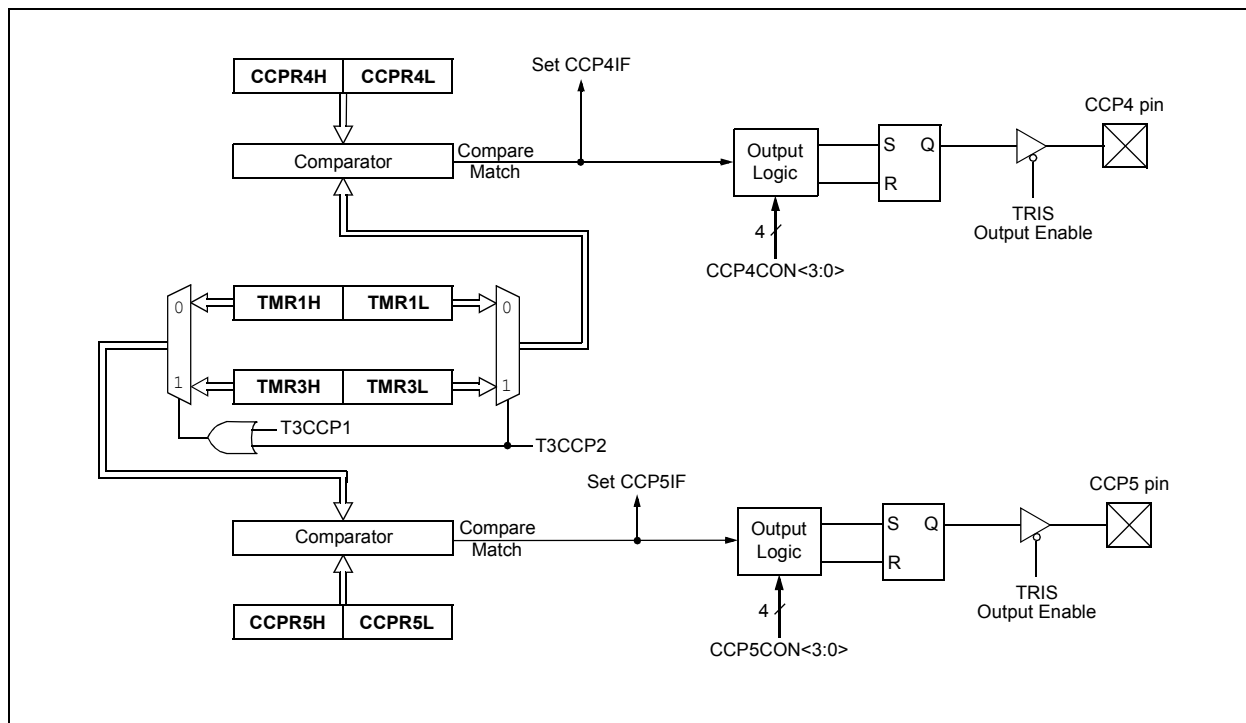 CCPR4H CCPR4L
Set CCP4IF
CCP4 pin
Comparator
Compare
Match
Output
Logic
S Q
R
TRIS
Output Enable
4
CCP4CON<3:0>
0 TMR1H TMR1L 0
1 TMR3H TMR3L 1
T3CCP1
T3CCP2
Set CCP5IF
CCP5 pin
Comparator
Compare
Match
Output
Logic
S Q
R
TRIS
Output Enable
4
CCPR5H CCPR5L
CCP5CON<3:0>